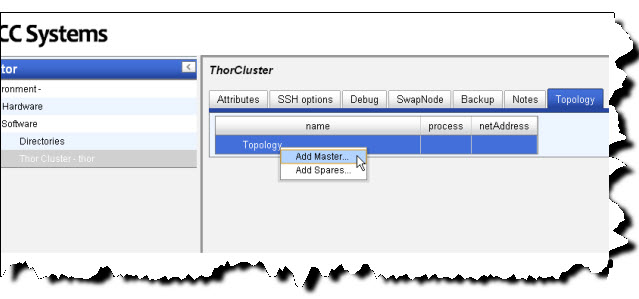 CC Systems
tor
ronment -
Hardware
Software
Directories
Thor Cluster - thor
ThorCluster
Attributes SSH options Debug SwapNode Backup Notes Topology
name process netAddress
Topology
Add Master...
Add Spares...